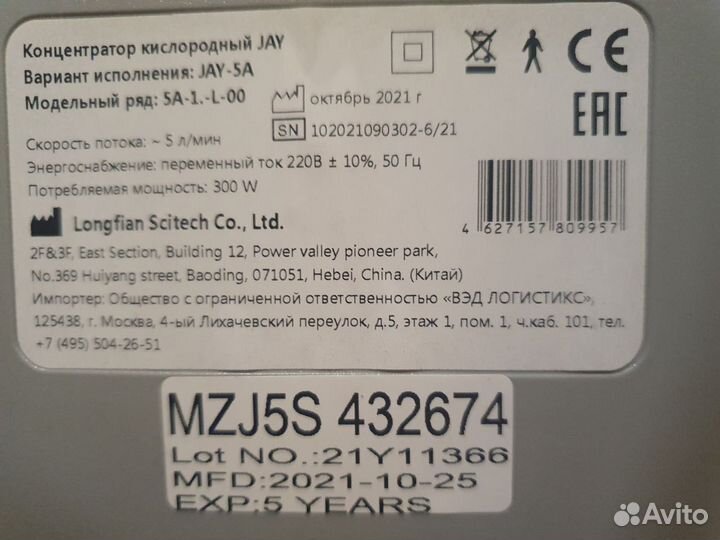 Концентратор кислородный JAY
Вариант исполнения: JAY-5A
Модельный ряд: 5A-1.-L-00
октябрь 2021 г
SN 102021090302-6/21
CE
EAC
Скорость потока: ~ 5 л/мин
Энергоснабжение: переменный ток 220В ± 10%, 50 Гц
Потребляемая мощность: 300 W
4 627157 809957
Longfian Scitech Co., Ltd.
2F&3F, East Section, Building 12, Power valley pioneer park,
No.369 Huiyang street, Baoding, 071051, Hebei, China. (Китай)
Импортер: Общество с ограниченной ответственностью «ВЭД ЛОГИСТИКС»,
125438, г. Москва, 4-ый Лихачевский переулок, д.5, этаж 1, пом. 1, ч.каб. 101, тел.
+7 (495) 504-26-51
MZJ5S 432674
Lot NO.:21Y11366
MFD:2021-10-25
EXP:5 YEARS
Avito